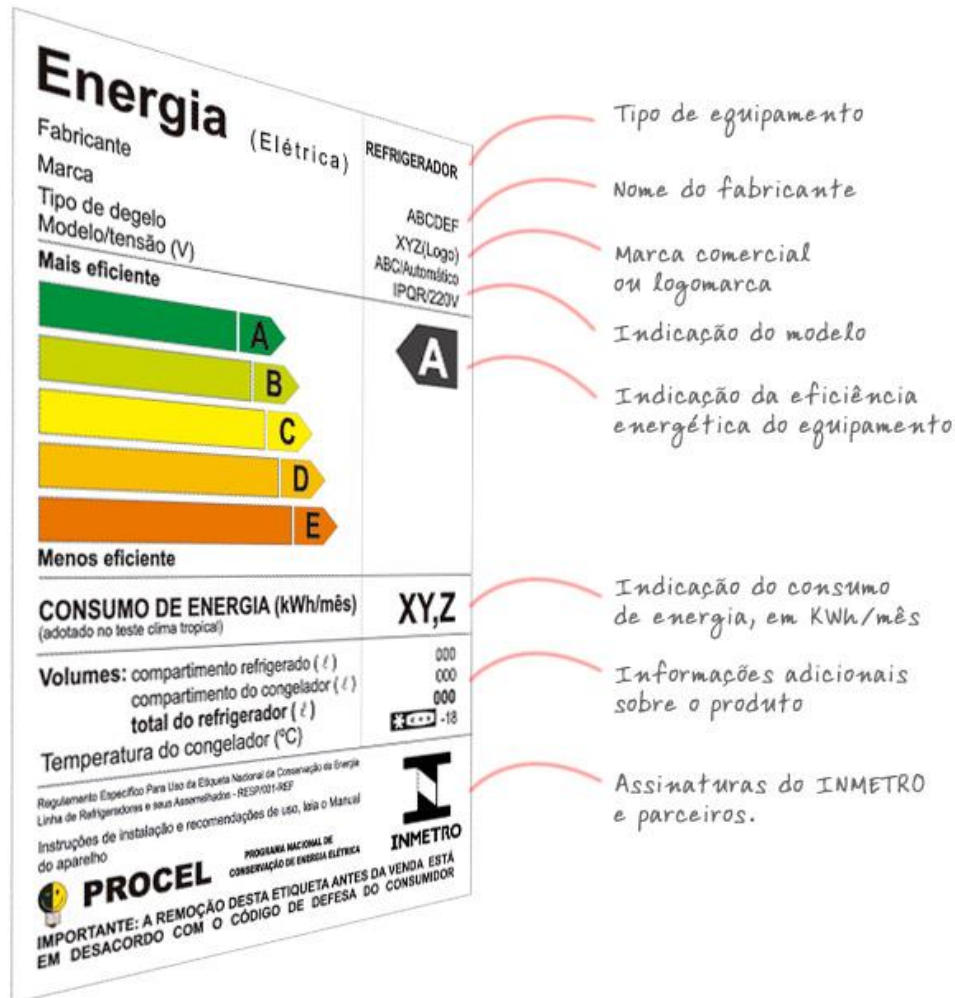 Energia (Elétrica) REFRIGERADOR
Fabricante ABCDEF
Marca XYZ(Logo)
Tipo de degelo ABC/Automático
Modelo/tensão (V) IPQR/220V
Mais eficiente
A A
B
C
D
E
Menos eficiente
CONSUMO DE ENERGIA (kWh/mês) XY,Z
(adotado no teste clima tropical)
Volumes: compartimento refrigerado (ℓ) 000
compartimento do congelador (ℓ) 000
total do refrigerador (ℓ) 000
Temperatura do congelador (ºC) -18
Regulamento Específico Para Uso da Etiqueta Nacional de Conservação de Energia
Linha de Refrigeradores e seus Assemelhados - RESP/001-REF
Instruções de instalação e recomendações de uso, leia o Manual
do aparelho
INMETRO
PROCEL
PROGRAMA NACIONAL DE
CONSERVAÇÃO DE ENERGIA ELÉTRICA
IMPORTANTE: A REMOÇÃO DESTA ETIQUETA ANTES DA VENDA ESTÁ
EM DESACORDO COM O CÓDIGO DE DEFESA DO CONSUMIDOR
Tipo de equipamento
Nome do fabricante
Marca comercial
ou logomarca
Indicação do modelo
Indicação da eficiência
energética do equipamento
Indicação do consumo
de energia, em KWh/mês
Informações adicionais
sobre o produto
Assinaturas do INMETRO
e parceiros.